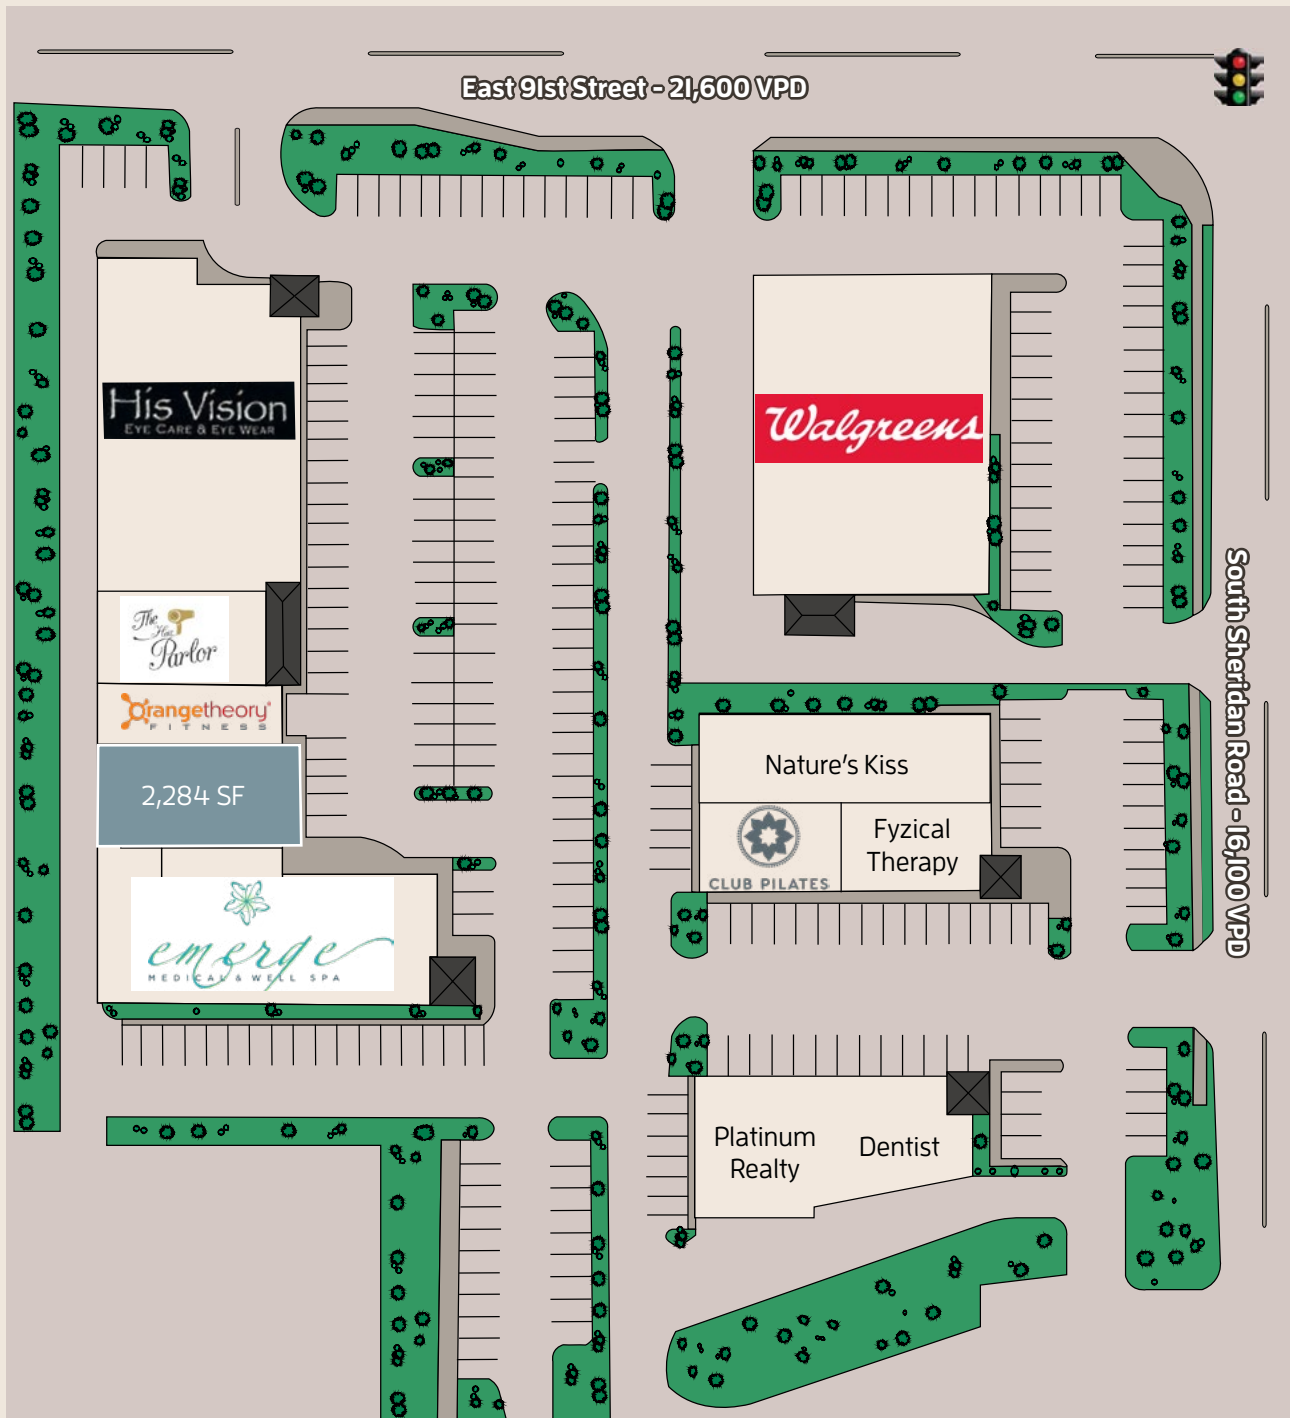 East 91st Street - 21,600 VPD
His Vision
EYE CARE & EYE WEAR
Walgreens
The
Hair
Parlor
Orangetheory®
FITNESS
2,284 SF
emerge
MEDICAL & WELL SPA
Nature's Kiss
CLUB PILATES
Fyzical
Therapy
Platinum
Realty
Dentist
South Sheridan Road - 16,100 VPD